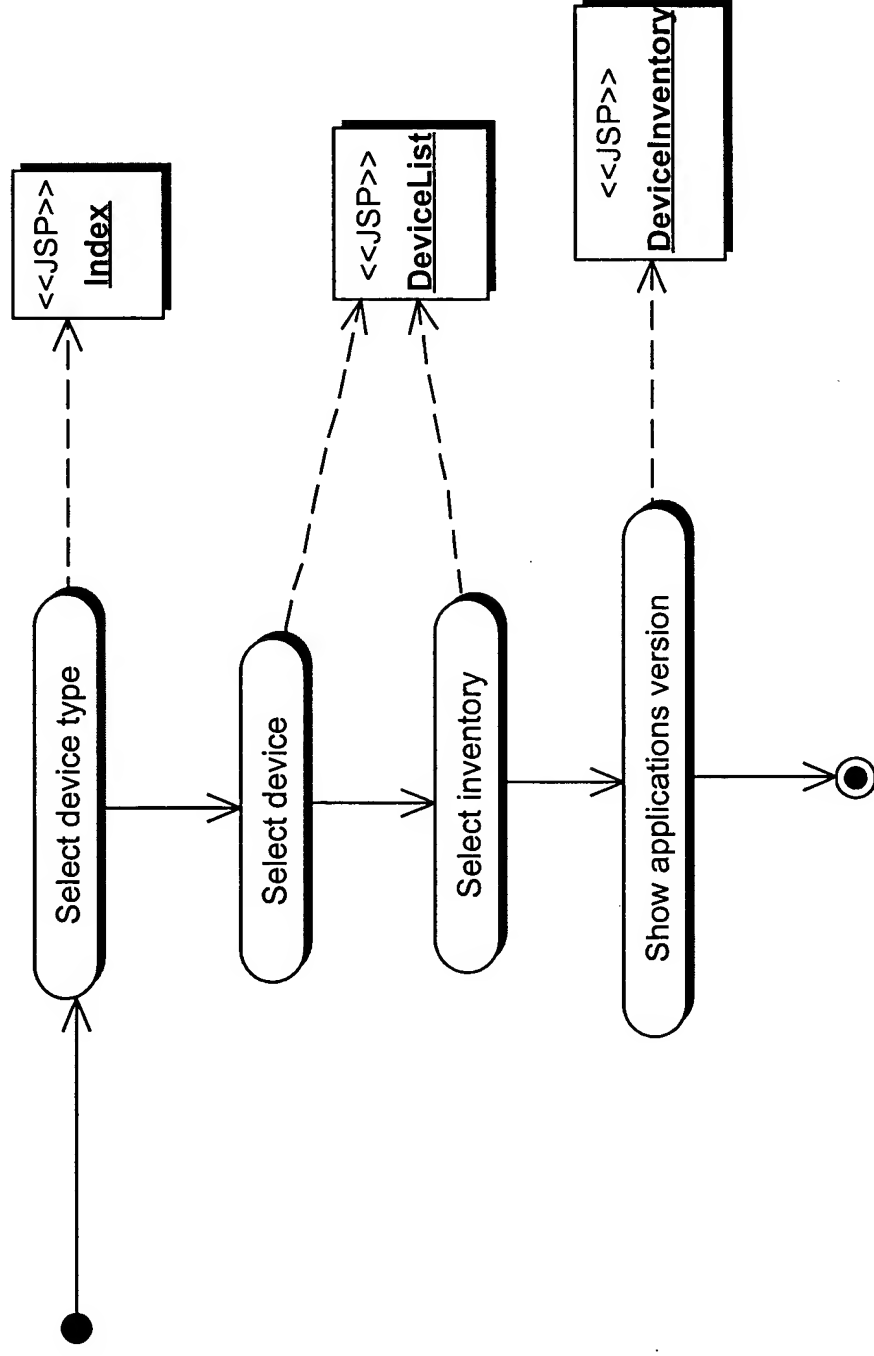 Select device type
<<JSP>>
Index
Select device
<<JSP>>
DeviceList
Select inventory
Show applications version
<<JSP>>
DeviceInventory